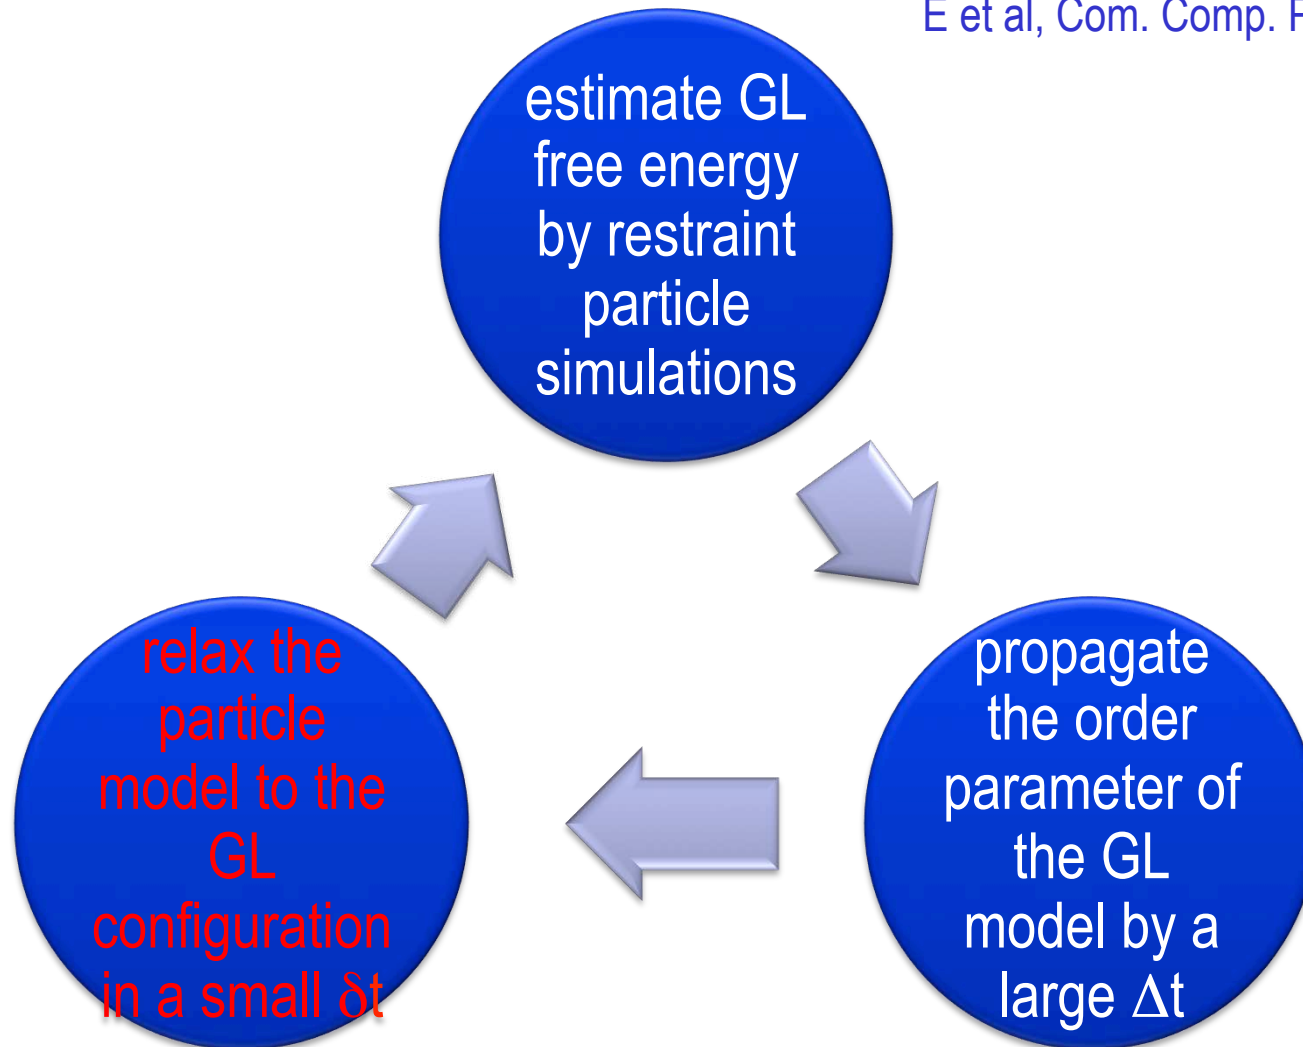 E et al, Com. Comp. P
estimate GL
free energy
by restraint
particle
simulations
relax the
particle
model to the
GL
configuration
in a small δt
propagate
the order
parameter of
the GL
model by a
large Δt